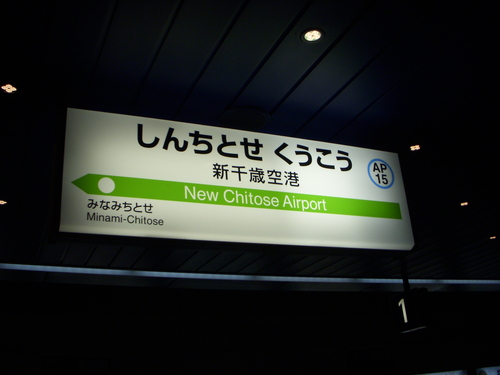 しんちとせ くうこう
新千歳空港
AP
15
New Chitose Airport
みなみちとせ
Minami-Chitose
1